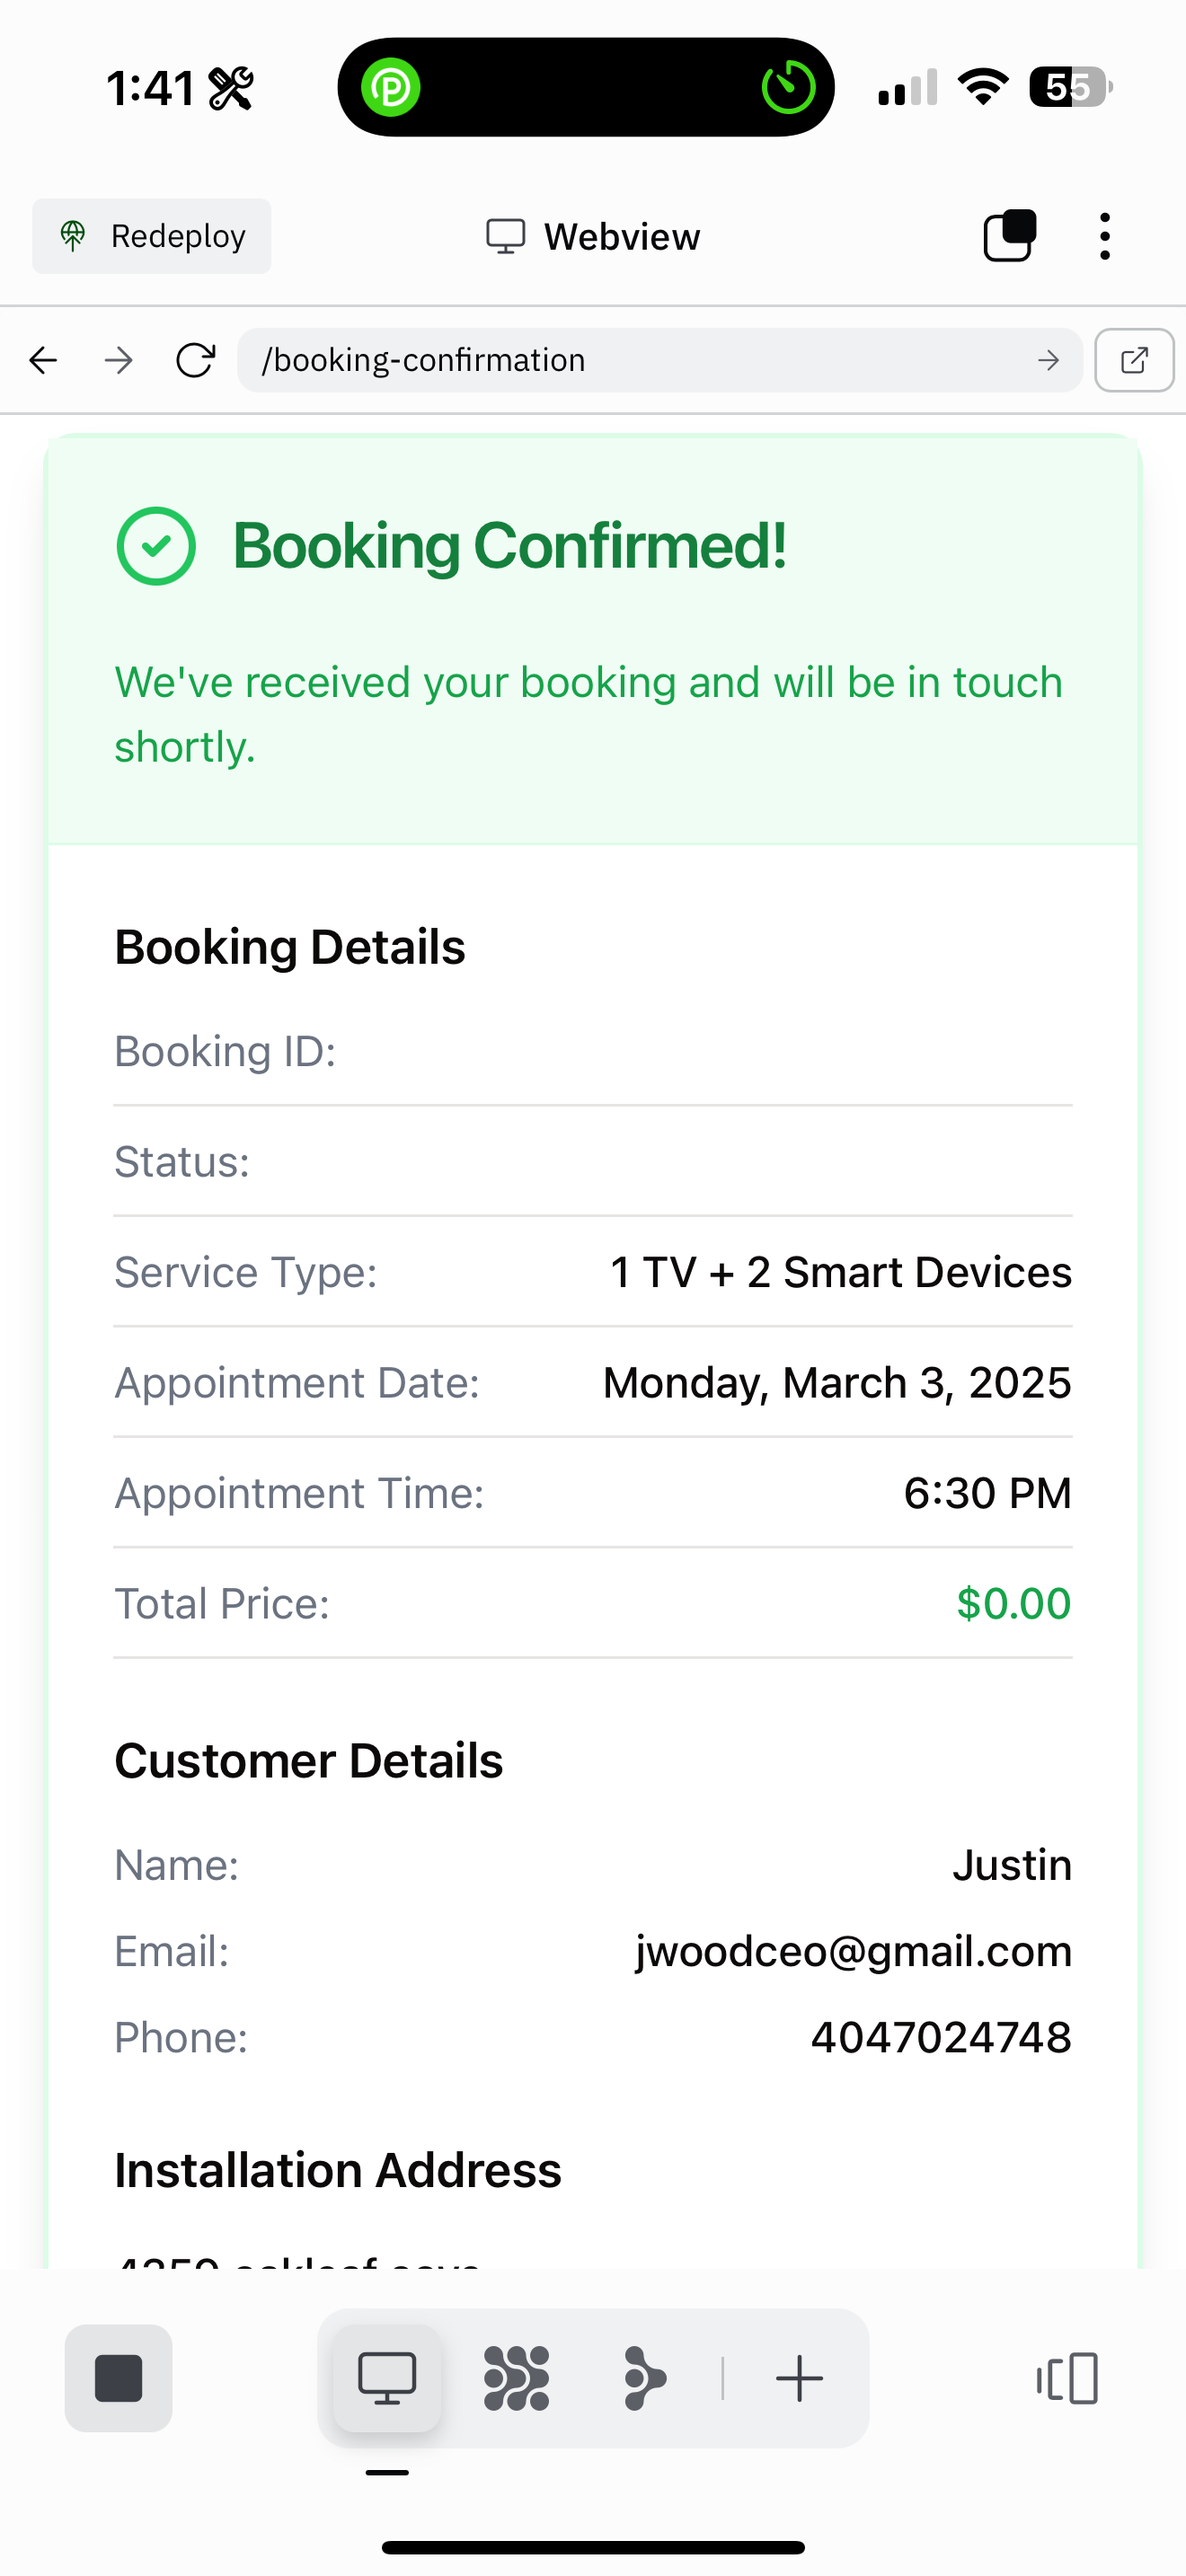 1:41
55
Redeploy
Webview
/booking-confirmation
Booking Confirmed!
We've received your booking and will be in touch
shortly.
Booking Details
Booking ID:
Status:
Service Type: 1 TV + 2 Smart Devices
Appointment Date: Monday, March 3, 2025
Appointment Time: 6:30 PM
Total Price: $0.00
Customer Details
Name: Justin
Email: jwoodceo@gmail.com
Phone: 4047024748
Installation Address